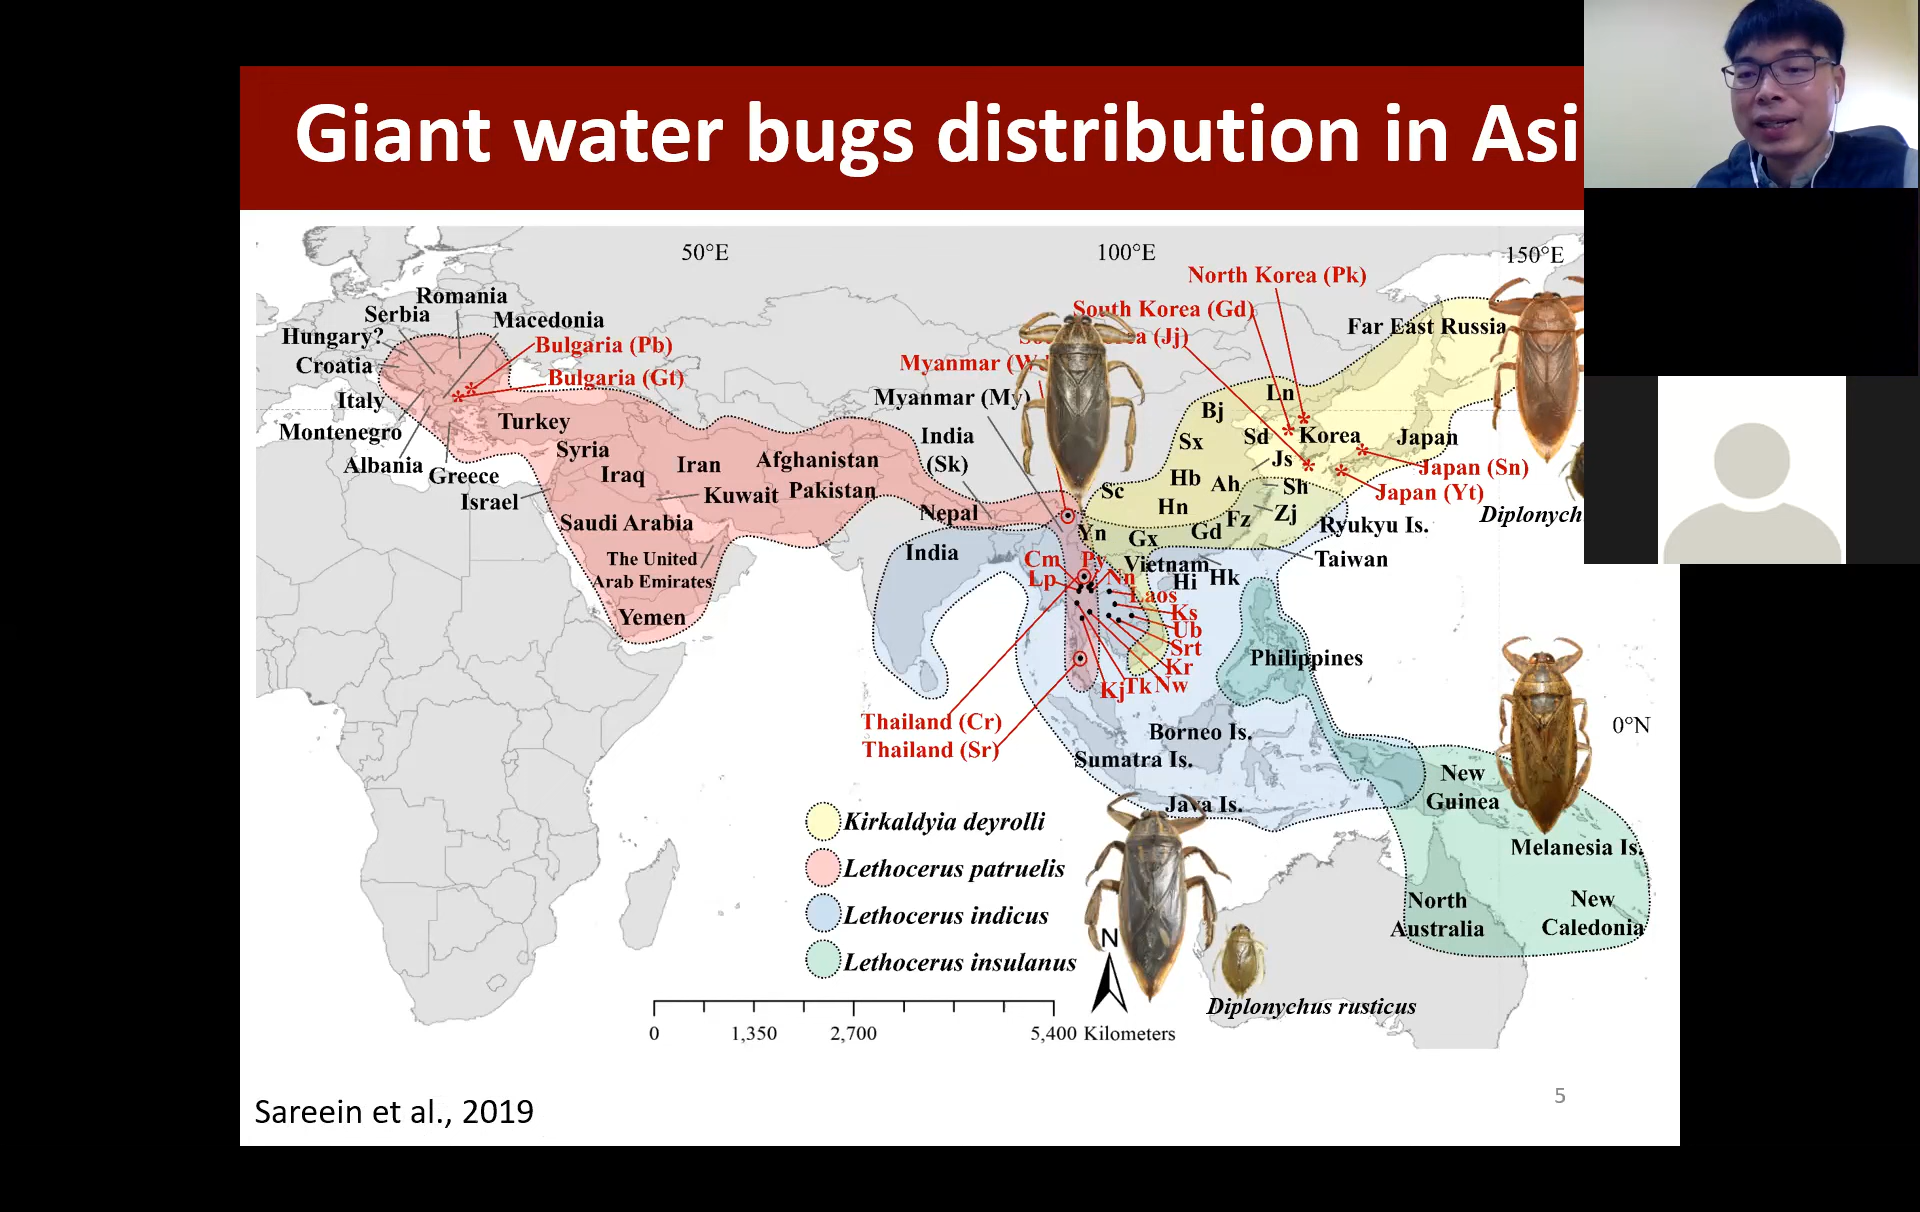 Giant water bugs distribution in Asi
50°E
100°E
150°E
North Korea (Pk)
South Korea (Gd)
(Jj)
Far East Russia
Romania
Serbia
Macedonia
Hungary?
Bulgaria (Pb)
Croatia
Bulgaria (Gt)
Italy
Turkey
Montenegro
Syria
Albania
Greece
Israel
Iraq
Iran
Afghanistan
Kuwait
Pakistan
Saudi Arabia
The United
Arab Emirates
Yemen
Myanmar (W
Myanmar (My)
India
(Sk)
Nepal
India
Ln
Bj
Sx
Sd
Korea
Japan
Js
Japan (Sn)
Hb
Ah
Sh
Japan (Yt)
Sc
Hn
Fz
Zj
Diplonych
Ryukyu Is.
Yn
Gx
Gd
Taiwan
Cm
Py
Vietnam
Lp
Nn
Hi
Hk
Laos
Ks
Ub
Srt
Kr
Kj
Tk
Nw
Philippines
Thailand (Cr)
Thailand (Sr)
0°N
Borneo Is.
Sumatra Is.
Java Is.
New
Guinea
Melanesia Is.
North
Australia
New
Caledonia
Kirkaldyia deyrolli
Lethocerus patruelis
Lethocerus indicus
Lethocerus insulanus
N
Diplonychus rusticus
0 1,350 2,700 5,400 Kilometers
5
Sareein et al., 2019